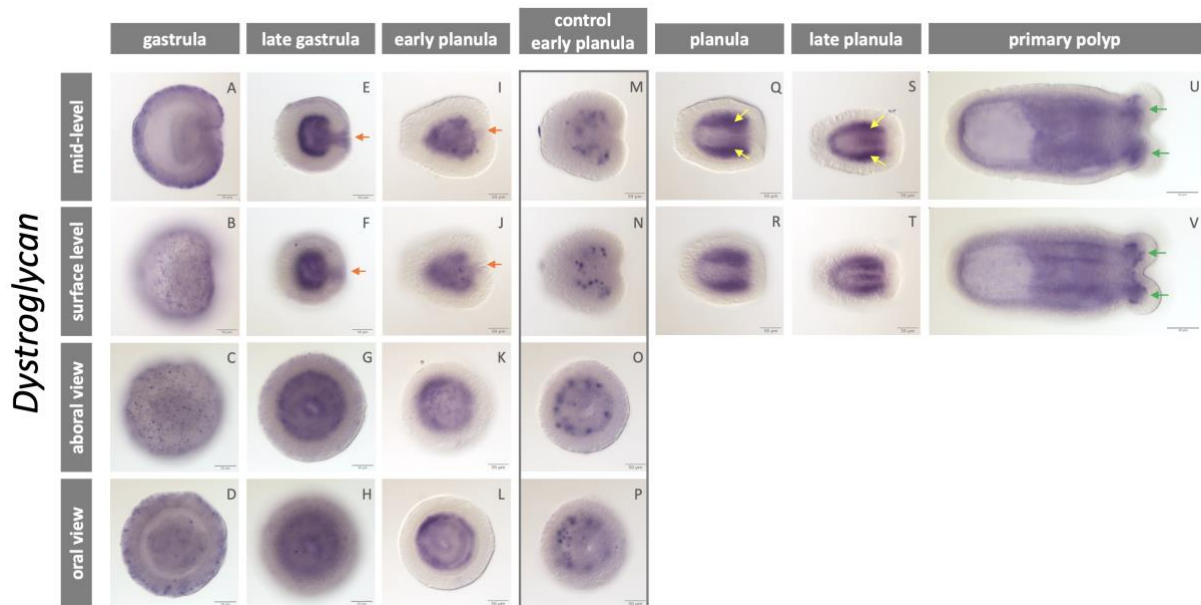 gastrula
late gastrula
early planula
control
early planula
planula
late planula
primary polyp
Dystroglycan
mid-level
A
E
I
M
Q
S
U
surface level
B
F
J
N
R
T
V
aboral view
C
G
K
O
oral view
D
H
L
P